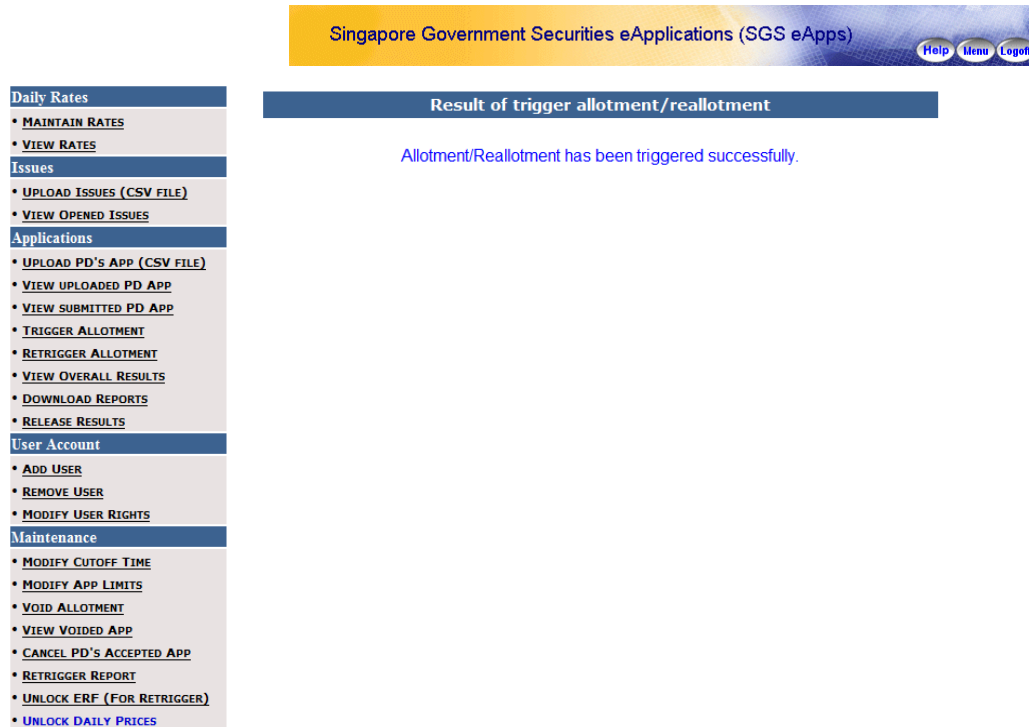 Singapore Government Securities eApplications (SGS eApps)
Help Menu Logoff
Daily Rates
• MAINTAIN RATES
• VIEW RATES
Issues
• UPLOAD ISSUES (CSV FILE)
• VIEW OPENED ISSUES
Applications
• UPLOAD PD'S APP (CSV FILE)
• VIEW UPLOADED PD APP
• VIEW SUBMITTED PD APP
• TRIGGER ALLOTMENT
• RETRIGGER ALLOTMENT
• VIEW OVERALL RESULTS
• DOWNLOAD REPORTS
• RELEASE RESULTS
User Account
• ADD USER
• REMOVE USER
• MODIFY USER RIGHTS
Maintenance
• MODIFY CUTOFF TIME
• MODIFY APP LIMITS
• VOID ALLOTMENT
• VIEW VOIDED APP
• CANCEL PD'S ACCEPTED APP
• RETRIGGER REPORT
• UNLOCK ERF (FOR RETRIGGER)
• UNLOCK DAILY PRICES
Result of trigger allotment/reallotment
Allotment/Reallotment has been triggered successfully.